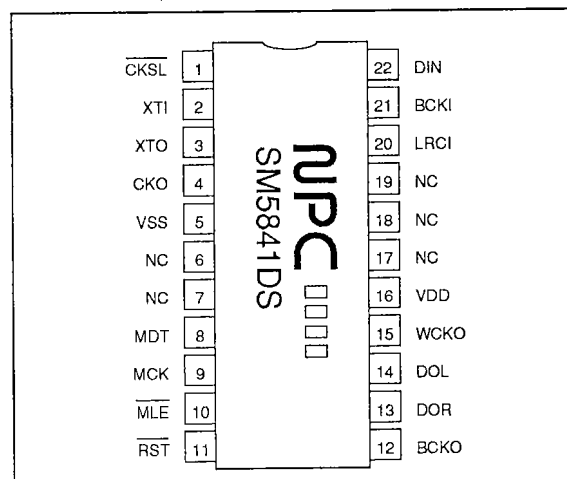 CKSL 1
XTI 2
XTO 3
CKO 4
VSS 5
NC 6
NC 7
MDT 8
MCK 9
MLE 10
RST 11
NPC
SM5841DS
22 DIN
21 BCKI
20 LRCI
19 NC
18 NC
17 NC
16 VDD
15 WCKO
14 DOL
13 DOR
12 BCKO